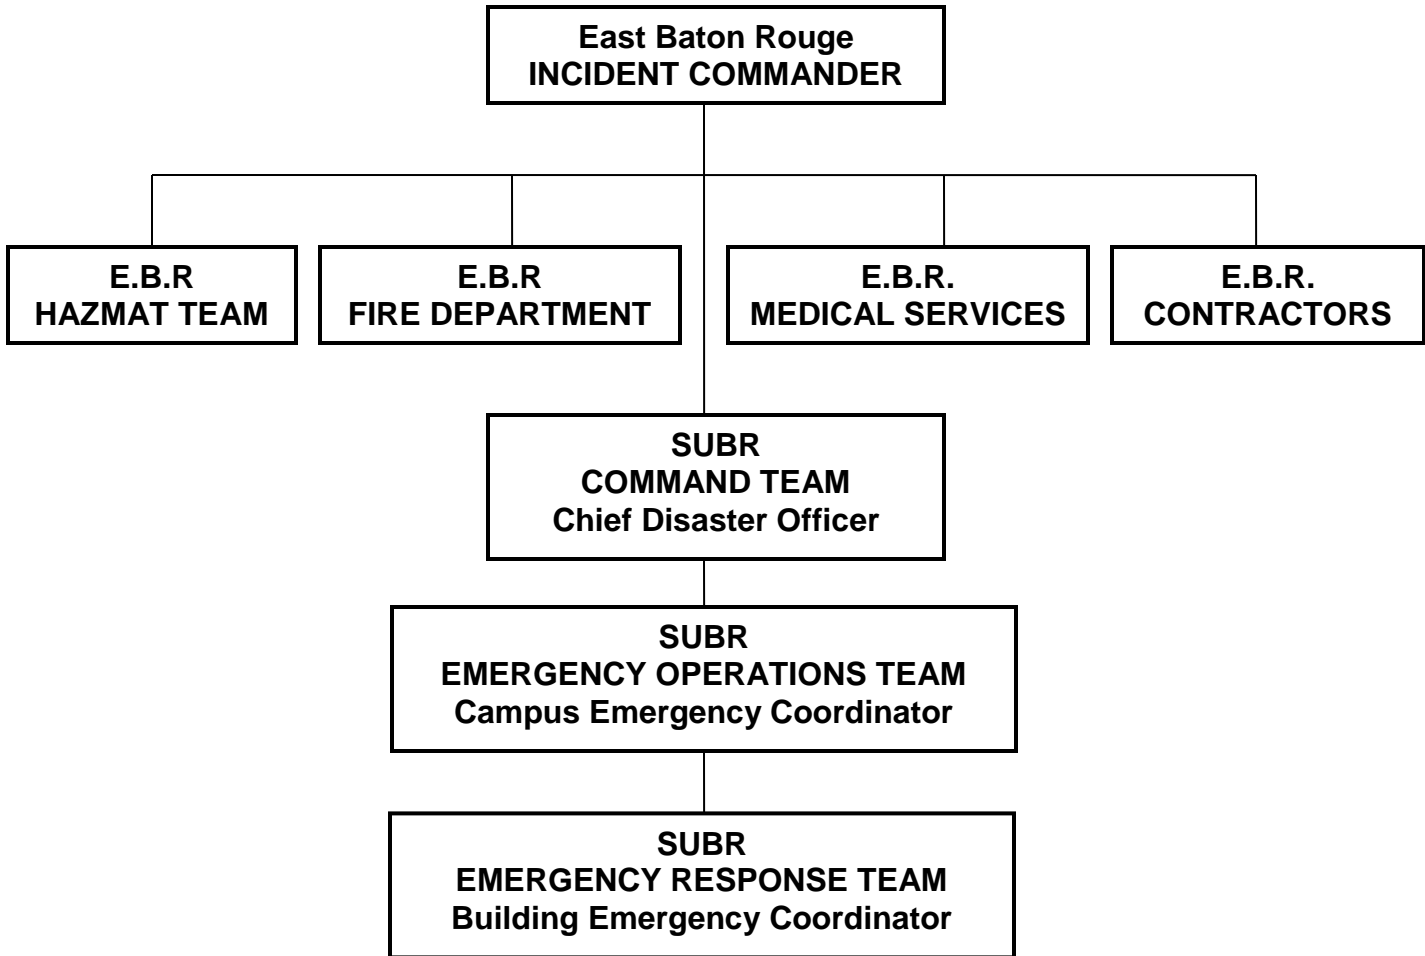 East Baton Rouge
INCIDENT COMMANDER
E.B.R
HAZMAT TEAM
E.B.R
FIRE DEPARTMENT
E.B.R.
MEDICAL SERVICES
E.B.R.
CONTRACTORS
SUBR
COMMAND TEAM
Chief Disaster Officer
SUBR
EMERGENCY OPERATIONS TEAM
Campus Emergency Coordinator
SUBR
EMERGENCY RESPONSE TEAM
Building Emergency Coordinator